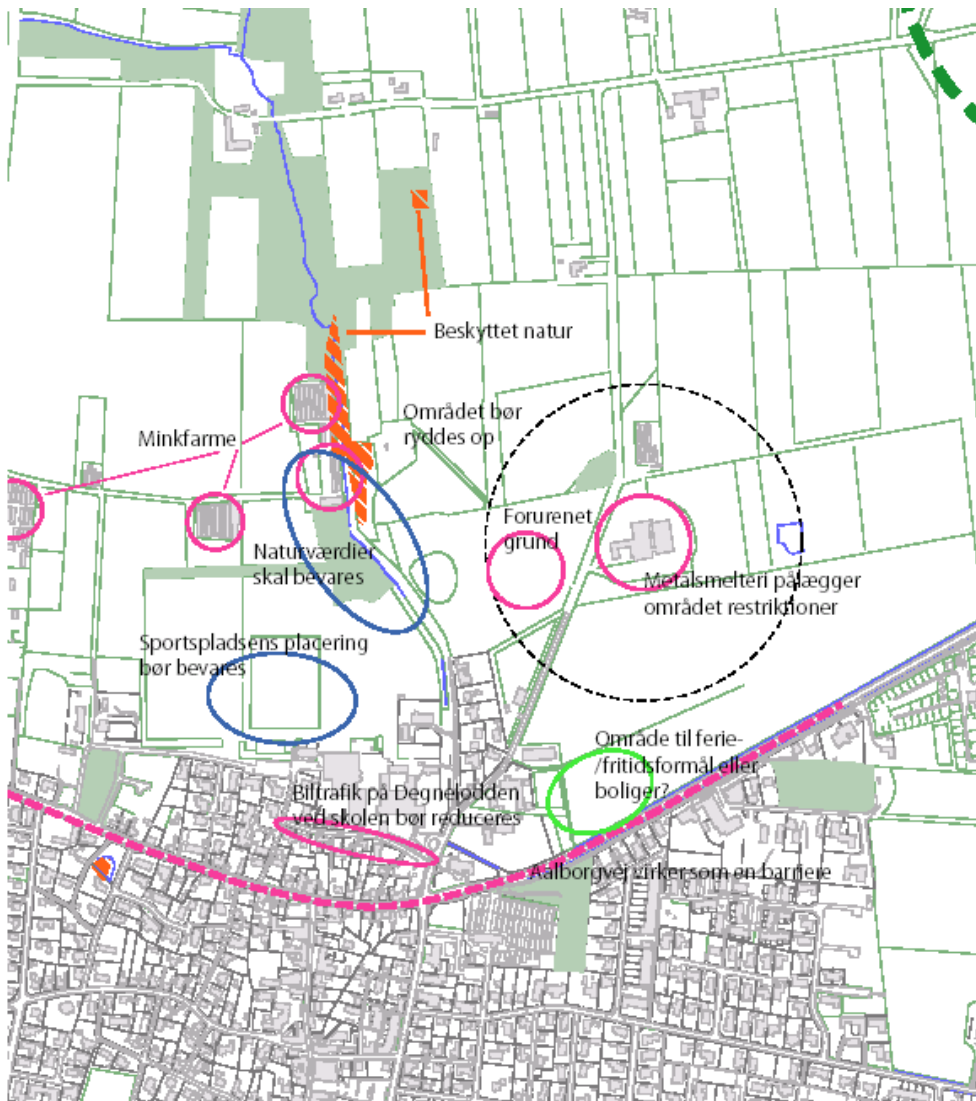 Beskyttet natur
Området bør
ryddes op
Minkfarme
Forurenet
grund
Naturværdier
skal bevares
Metalsmelteri pålægger
området restriktioner
Sportspladsens placering
bør bevares
Område til ferie-
/fritidsformål eller
boliger?
Biltrafik på Degnelodden
ved skolen bør reduceres
Aalborgvej virker som en barriere